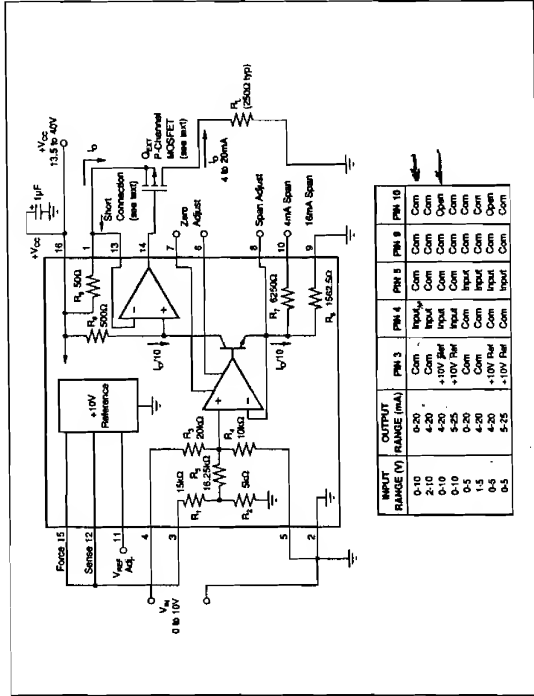 +VCC
13.5 to 40V
1µF
+VCC
16
1
13
14
7
6
8
10
9
Short
Connection
(see text)
IO
QEXT
P-Channel
MOSFET
(see text)
IO
4 to 20mA
RL
(250Ω typ)
Zero
Adjust
Span Adjust
4mA Span
16mA Span
R9 50Ω
R8
500Ω
IO/10
IO/10
R7 6250Ω
R6 1562.5Ω
+10V
Reference
R3
20kΩ
R4
10kΩ
15kΩ
R1
R5
16.25kΩ
R2
5kΩ
Force 15
Sense 12
VREF 11
Adj.
4
3
5
2
VIN
0 to 10V
INPUT RANGE (V) OUTPUT RANGE (mA) PIN 3 PIN 4 PIN 5 PIN 9 PIN 10
0-10 0-20 Com Input Com Com Com
2-10 4-20 Com Input Com Com Com
0-10 4-20 +10V Ref Input Com Com Open
0-10 5-25 +10V Ref Input Com Com Com
0-5 0-20 Com Com Input Com Com
1-5 4-20 Com Com Input Com Com
0-5 4-20 +10V Ref Com Input Com Open
0-5 5-25 +10V Ref Com Input Com Com